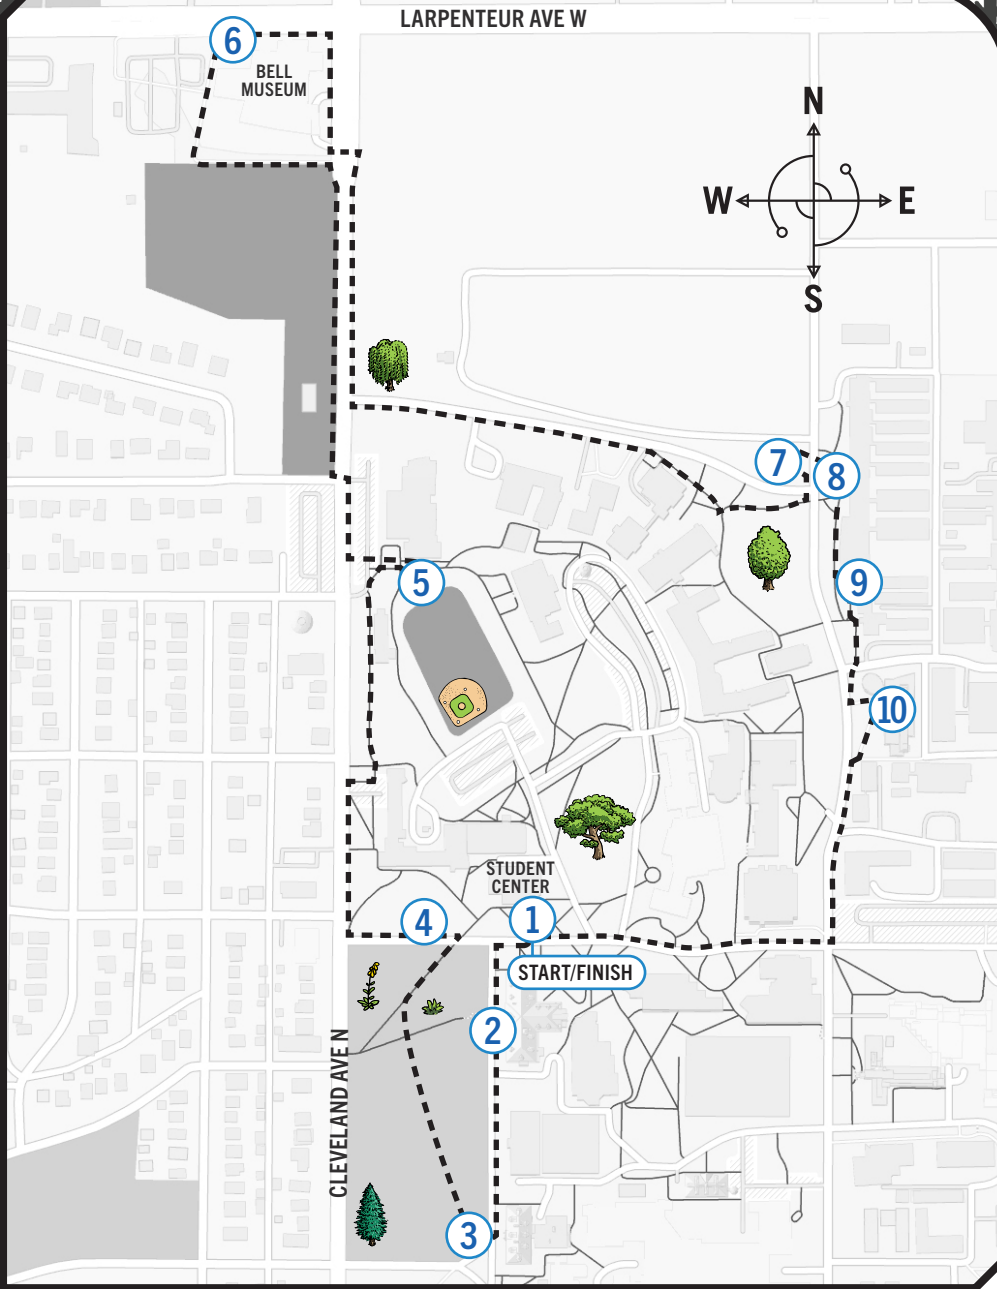 LARPENTEUR AVE W
6
BELL
MUSEUM
N
W
E
S
7
8
5
9
10
STUDENT
CENTER
4
1
START/FINISH
2
CLEVELAND AVE N
3